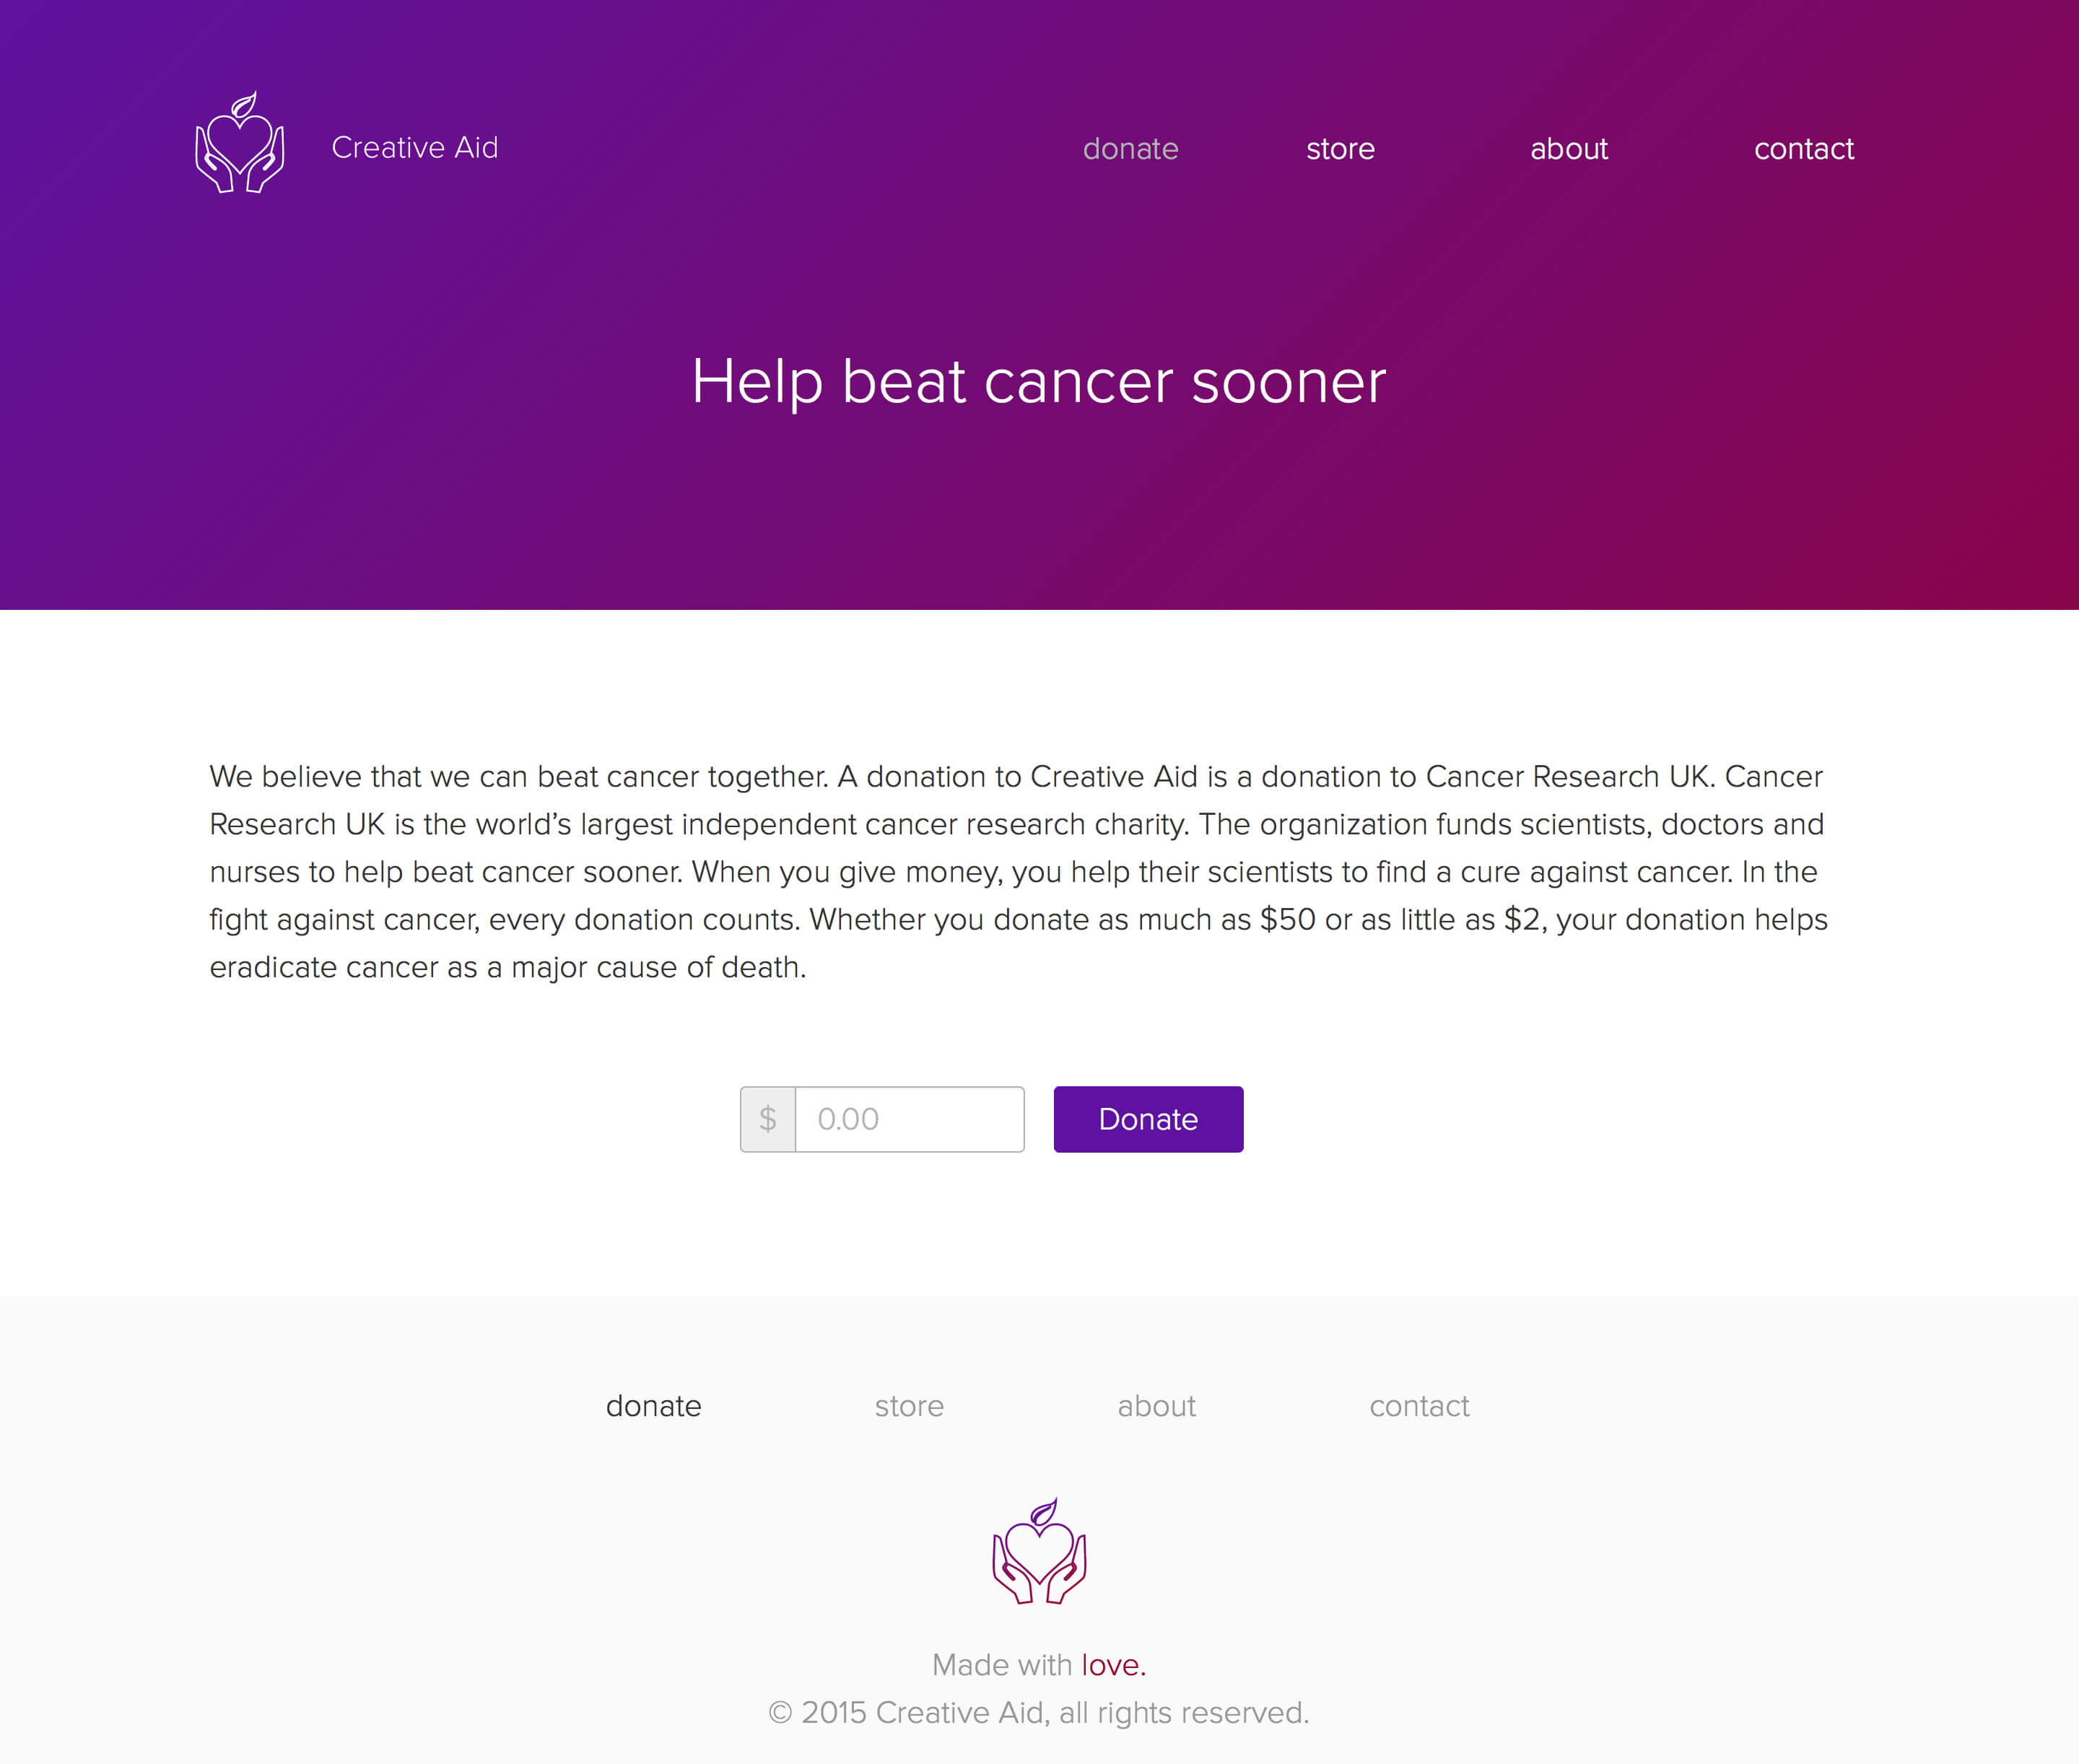 Creative Aid
donate store about contact
Help beat cancer sooner
We believe that we can beat cancer together. A donation to Creative Aid is a donation to Cancer Research UK. Cancer
Research UK is the world’s largest independent cancer research charity. The organization funds scientists, doctors and
nurses to help beat cancer sooner. When you give money, you help their scientists to find a cure against cancer. In the
fight against cancer, every donation counts. Whether you donate as much as $50 or as little as $2, your donation helps
eradicate cancer as a major cause of death.
$ 0.00 Donate
donate store about contact
Made with love.
© 2015 Creative Aid, all rights reserved.